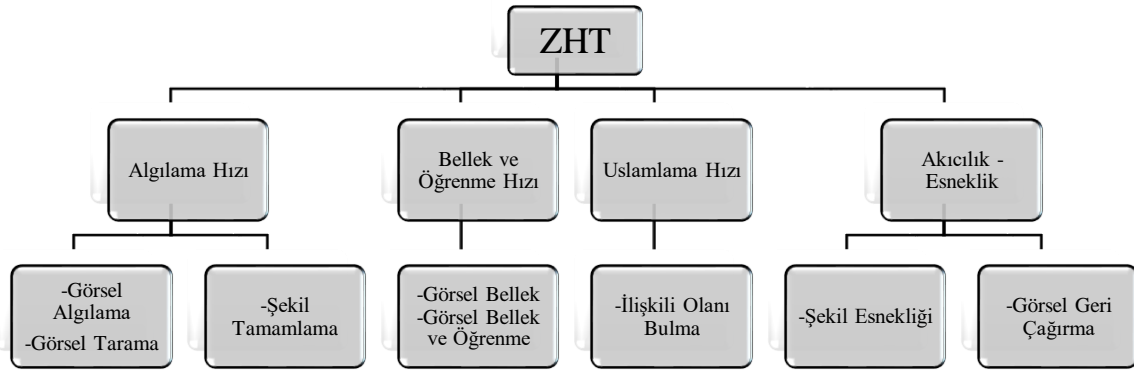 ZHT
Algılama Hızı
Bellek ve
Öğrenme Hızı
Uslamlama Hızı
Akıcılık -
Esneklik
-Görsel
Algılama
-Görsel Tarama
-Şekil
Tamamlama
-Görsel Bellek
-Görsel Bellek
ve Öğrenme
-İlişkili Olanı
Bulma
-Şekil Esnekliği
-Görsel Geri
Çağırma